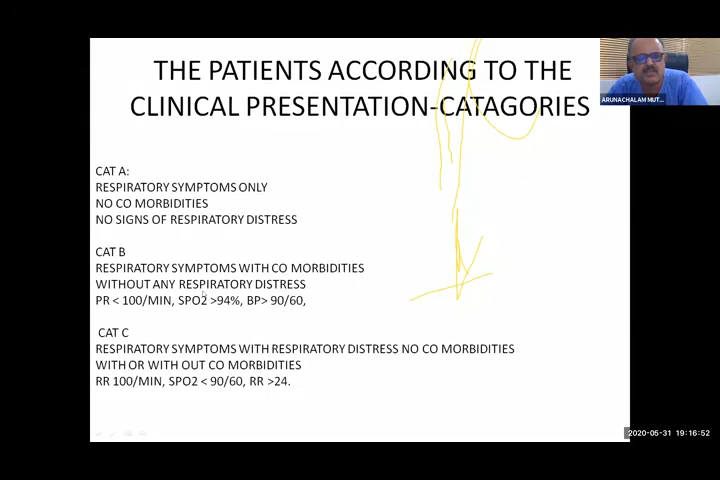 THE PATIENTS ACCORDING TO THE
CLINICAL PRESENTATION-CATAGORIES
ARUNACHALAM MUT...
CAT A:
RESPIRATORY SYMPTOMS ONLY
NO CO MORBIDITIES
NO SIGNS OF RESPIRATORY DISTRESS
CAT B
RESPIRATORY SYMPTOMS WITH CO MORBIDITIES
WITHOUT ANY RESPIRATORY DISTRESS
PR < 100/MIN, SPO2 >94%, BP> 90/60,
CAT C
RESPIRATORY SYMPTOMS WITH RESPIRATORY DISTRESS NO CO MORBIDITIES
WITH OR WITH OUT CO MORBIDITIES
RR 100/MIN, SPO2 < 90/60, RR >24.
2020-05-31 19:16:52